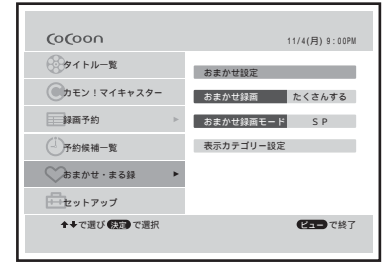 COCOON 11/4(月) 9:00PM
タイトル一覧
カモン!マイキャスター
録画予約
予約候補一覧
おまかせ・まる録
セットアップ
おまかせ設定
おまかせ録画 たくさんする
おまかせ録画モード SP
表示カテゴリー設定
↑↓で選び 決定 で選択 ビュー で終了